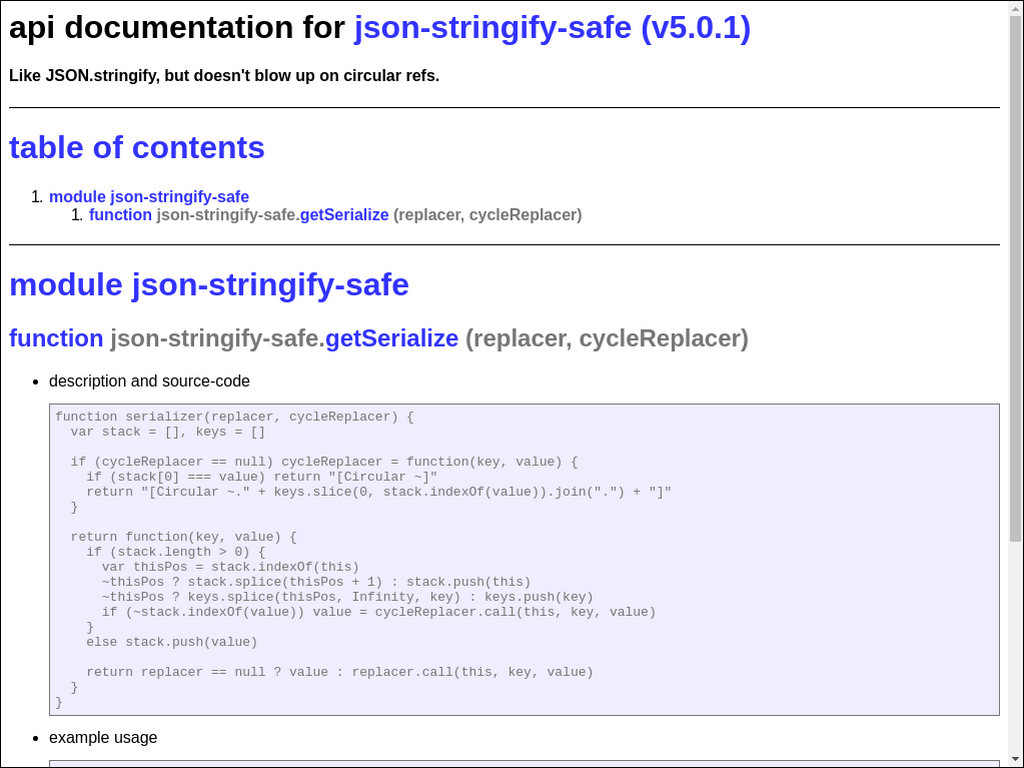 api documentation for json-stringify-safe (v5.0.1)
Like JSON.stringify, but doesn't blow up on circular refs.
table of contents
1. module json-stringify-safe
1. function json-stringify-safe.getSerialize (replacer, cycleReplacer)
module json-stringify-safe
function json-stringify-safe.getSerialize (replacer, cycleReplacer)
• description and source-code
function serializer(replacer, cycleReplacer) {
  var stack = [], keys = []
  if (cycleReplacer == null) cycleReplacer = function(key, value) {
    if (stack[0] === value) return "[Circular ~]"
    return "[Circular ~." + keys.slice(0, stack.indexOf(value)).join(".") + "]"
  }
  return function(key, value) {
    if (stack.length > 0) {
      var thisPos = stack.indexOf(this)
      ~thisPos ? stack.splice(thisPos + 1) : stack.push(this)
      ~thisPos ? keys.splice(thisPos, Infinity, key) : keys.push(key)
      if (~stack.indexOf(value)) value = cycleReplacer.call(this, key, value)
    }
    else stack.push(value)
    return replacer == null ? value : replacer.call(this, key, value)
  }
}
• example usage